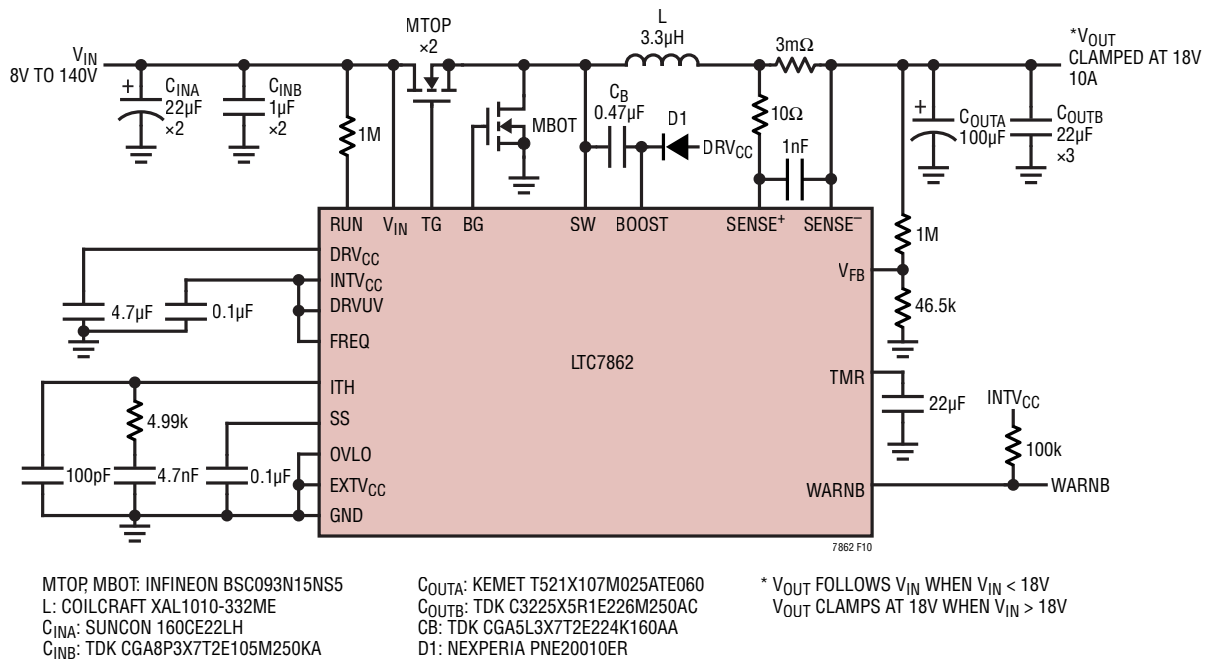 V_IN
8V TO 140V
+
C_INA
22µF
×2
C_INB
1µF
×2
1M
MTOP
×2
MBOT
C_B
0.47µF
D1
DRV_CC
L
3.3µH
3mΩ
10Ω
1nF
*V_OUT
CLAMPED AT 18V
10A
+
C_OUTA
100µF
C_OUTB
22µF
×3
RUN
V_IN
TG
BG
SW
BOOST
SENSE+
SENSE–
DRV_CC
INTV_CC
DRVUV
FREQ
ITH
SS
OVLO
EXTV_CC
GND
4.7µF
0.1µF
4.99k
100pF
4.7nF
0.1µF
LTC7862
V_FB
TMR
WARNB
1M
46.5k
22µF
INTV_CC
100k
WARNB
7862 F10
MTOP, MBOT: INFINEON BSC093N15NS5
L: COILCRAFT XAL1010-332ME
C_INA: SUNCON 160CE22LH
C_INB: TDK CGA8P3X7T2E105M250KA
C_OUTA: KEMET T521X107M025ATE060
C_OUTB: TDK C3225X5R1E226M250AC
CB: TDK CGA5L3X7T2E224K160AA
D1: NEXPERIA PNE20010ER
* V_OUT FOLLOWS V_IN WHEN V_IN < 18V
V_OUT CLAMPS AT 18V WHEN V_IN > 18V